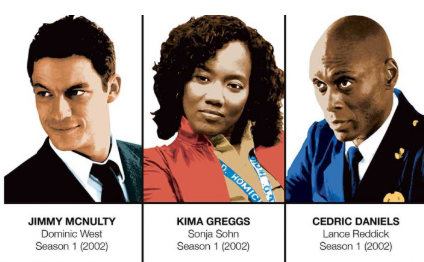 HOMICI
JIMMY MCNULTY
Dominic West
Season 1 (2002)
KIMA GREGGS
Sonja Sohn
Season 1 (2002)
CEDRIC DANIELS
Lance Reddick
Season 1 (2002)